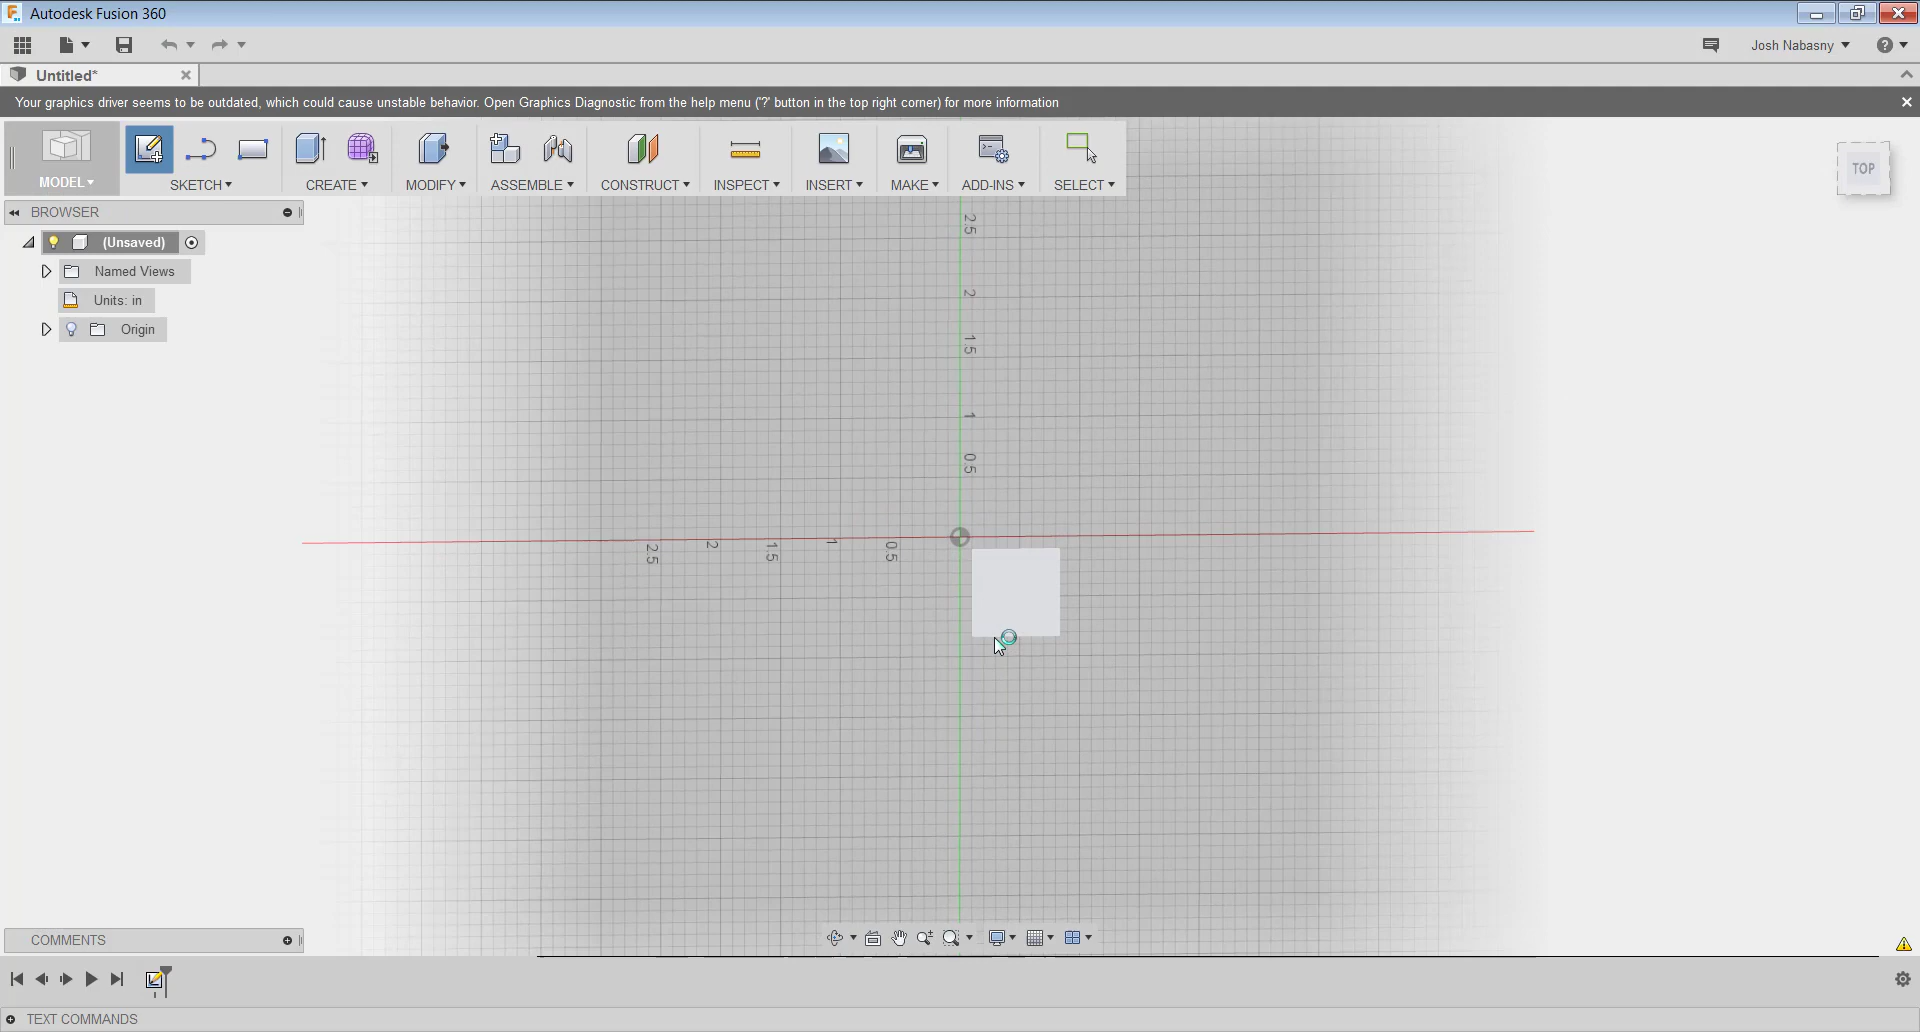 Autodesk Fusion 360
Josh Nabasny
Untitled*
Your graphics driver seems to be outdated, which could cause unstable behavior. Open Graphics Diagnostic from the help menu ('?' button in the top right corner) for more information
MODEL
SKETCH
CREATE
MODIFY
ASSEMBLE
CONSTRUCT
INSPECT
INSERT
MAKE
ADD-INS
SELECT
TOP
BROWSER
(Unsaved)
Named Views
Units: in
Origin
2.5
2
1.5
1
0.5
2.5
2
1.5
1
0.5
COMMENTS
TEXT COMMANDS